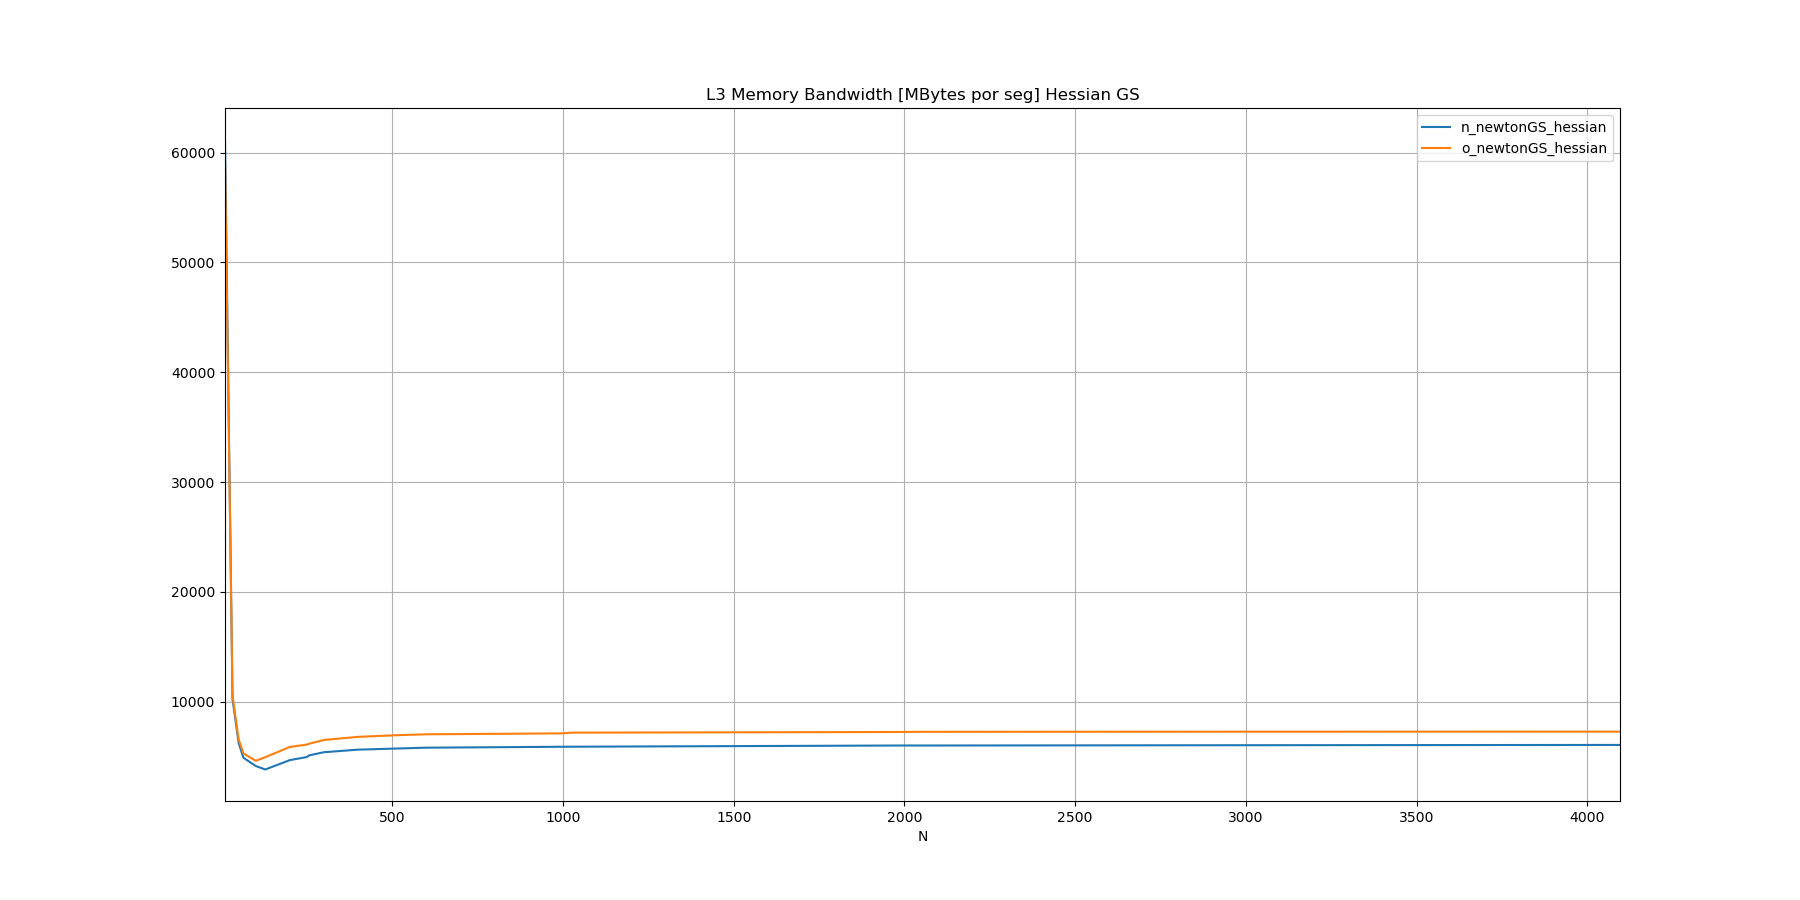 L3 Memory Bandwidth [MBytes por seg] Hessian GS
n_newtonGS_hessian
o_newtonGS_hessian
60000
50000
40000
30000
20000
10000
500 1000 1500 2000 2500 3000 3500 4000
N